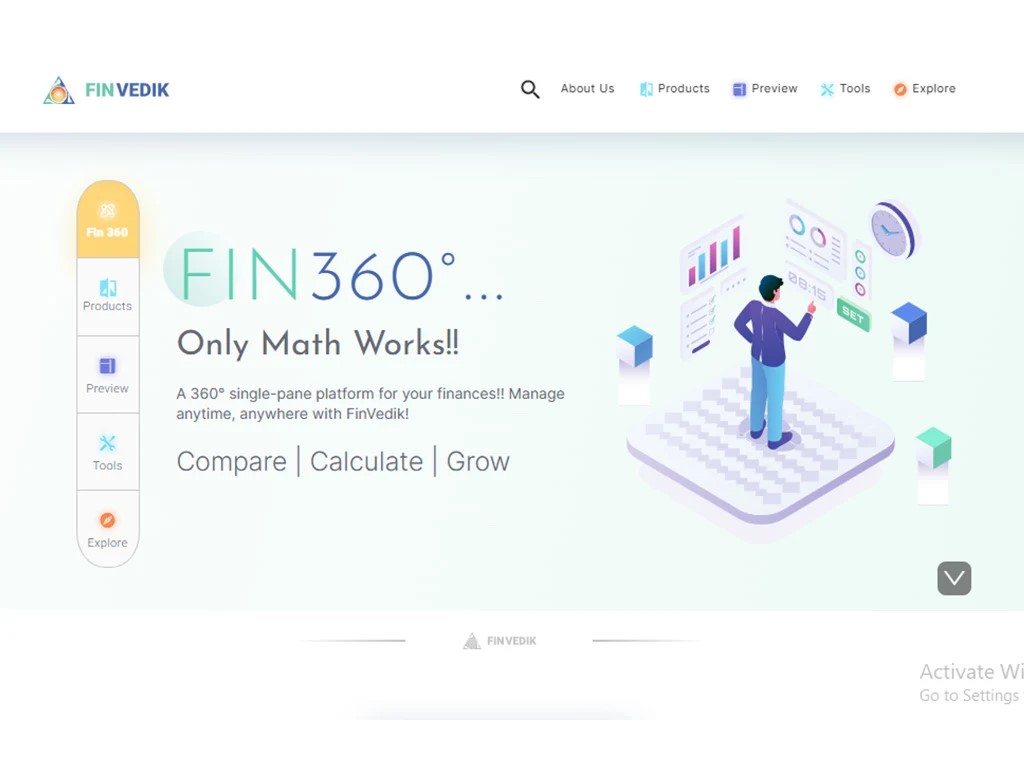 FINVEDIK
About Us
Products
Preview
Tools
Explore
Fin 360
Products
Preview
Tools
Explore
FIN360°...
Only Math Works!!
A 360° single-pane platform for your finances!! Manage
anytime, anywhere with FinVedik!
Compare | Calculate | Grow
08:15
SET
FINVEDIK
Activate Wi
Go to Settings